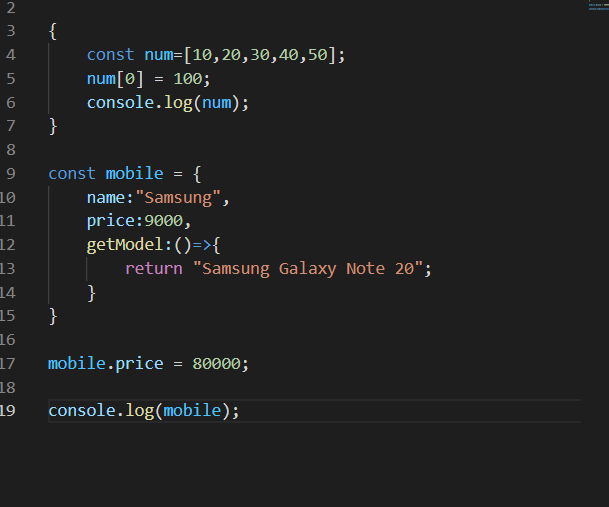 2
3 {
4 const num=[10,20,30,40,50];
5 num[0] = 100;
6 console.log(num);
7 }
8
9 const mobile = {
10 name:"Samsung",
11 price:9000,
12 getModel:()=>{
13 return "Samsung Galaxy Note 20";
14 }
15 }
16
17 mobile.price = 80000;
18
19 console.log(mobile);